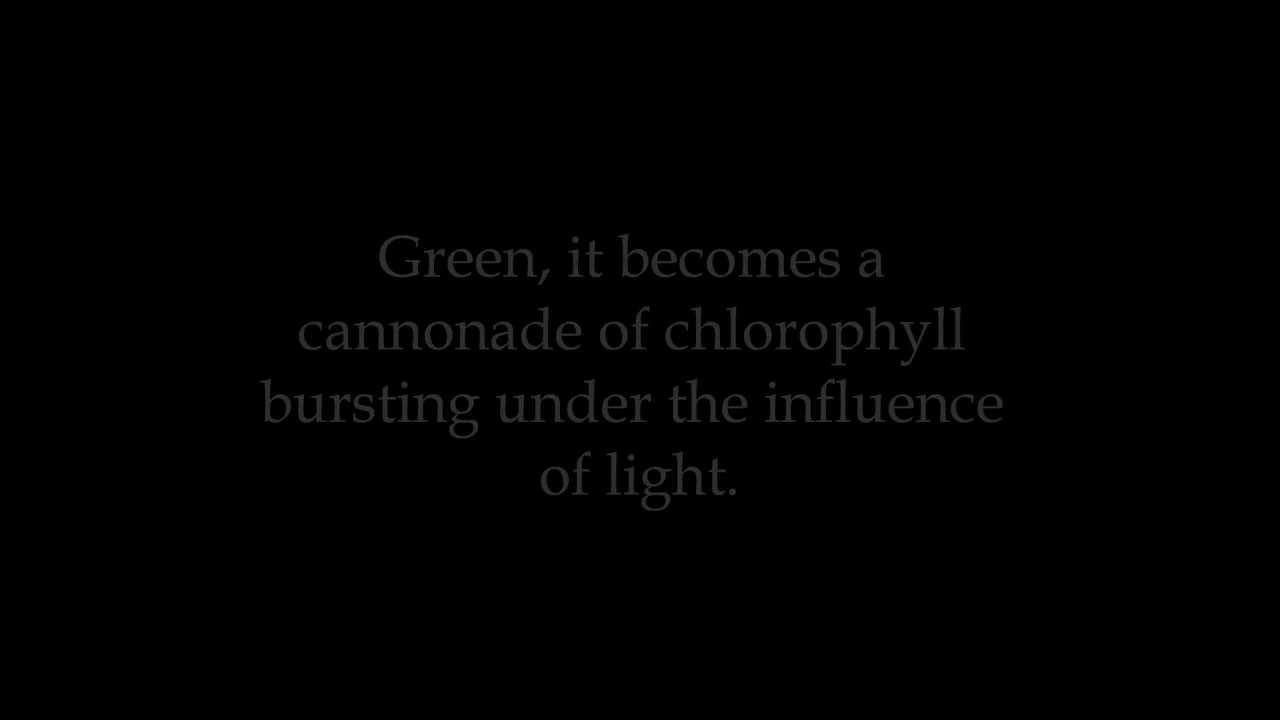 Green, it becomes a
cannonade of chlorophyll
bursting under the influence
of light.